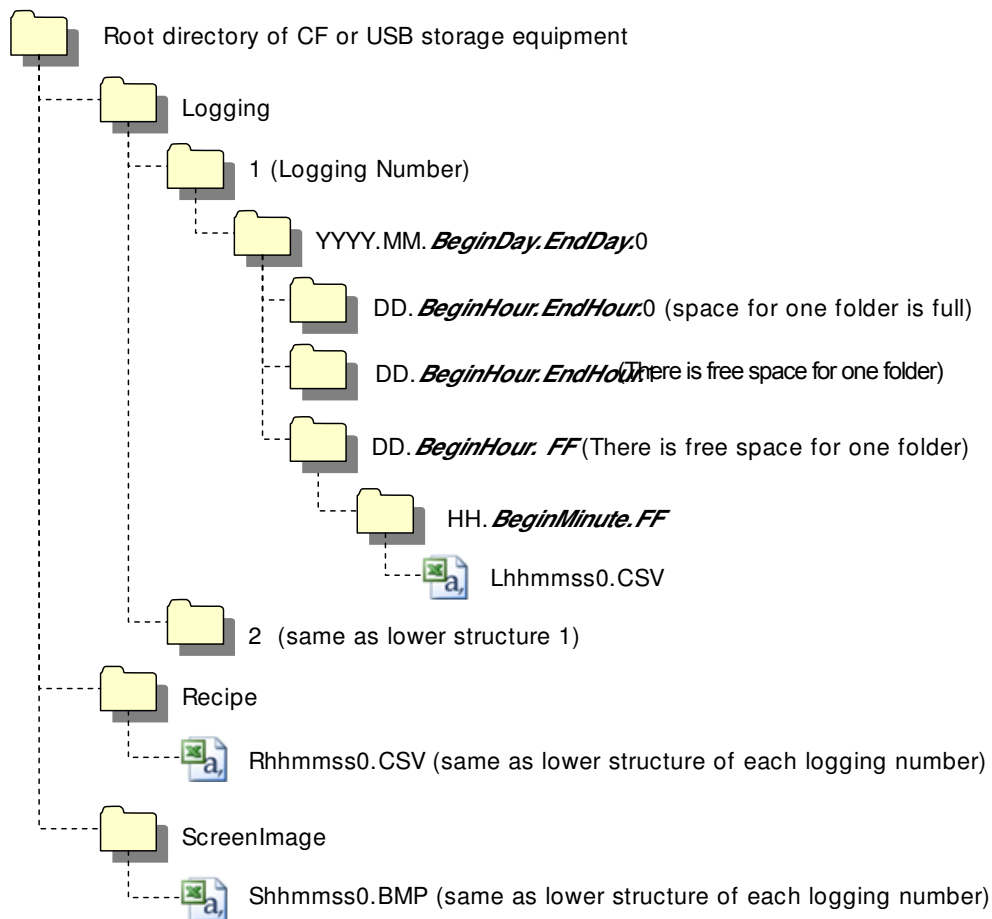 Root directory of CF or USB storage equipment
Logging
1 (Logging Number)
YYYY.MM. BeginDay.EndDay.0
DD. BeginHour.EndHour.0 (space for one folder is full)
DD. BeginHour.EndHour.1 (There is free space for one folder)
DD. BeginHour. FF (There is free space for one folder)
HH. BeginMinute.FF
Lhhmmss0.CSV
2 (same as lower structure 1)
Recipe
Rhhmmss0.CSV (same as lower structure of each logging number)
ScreenImage
Shhmmss0.BMP (same as lower structure of each logging number)